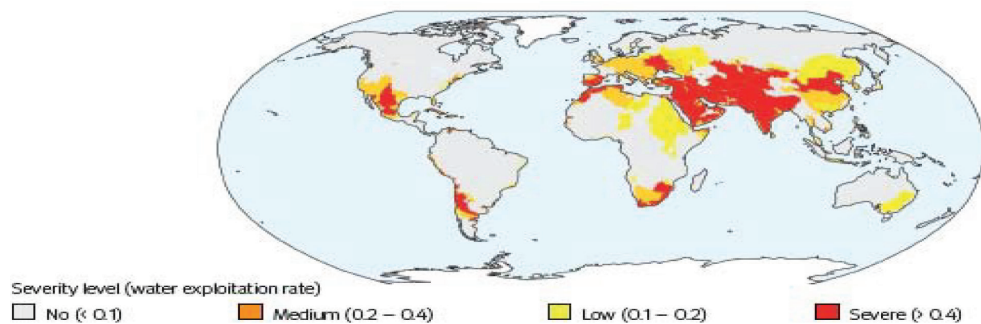 Severity level (water exploitation rate)
No (< 0.1) Medium (0.2 – 0.4) Low (0.1 – 0.2) Severe (> 0.4)